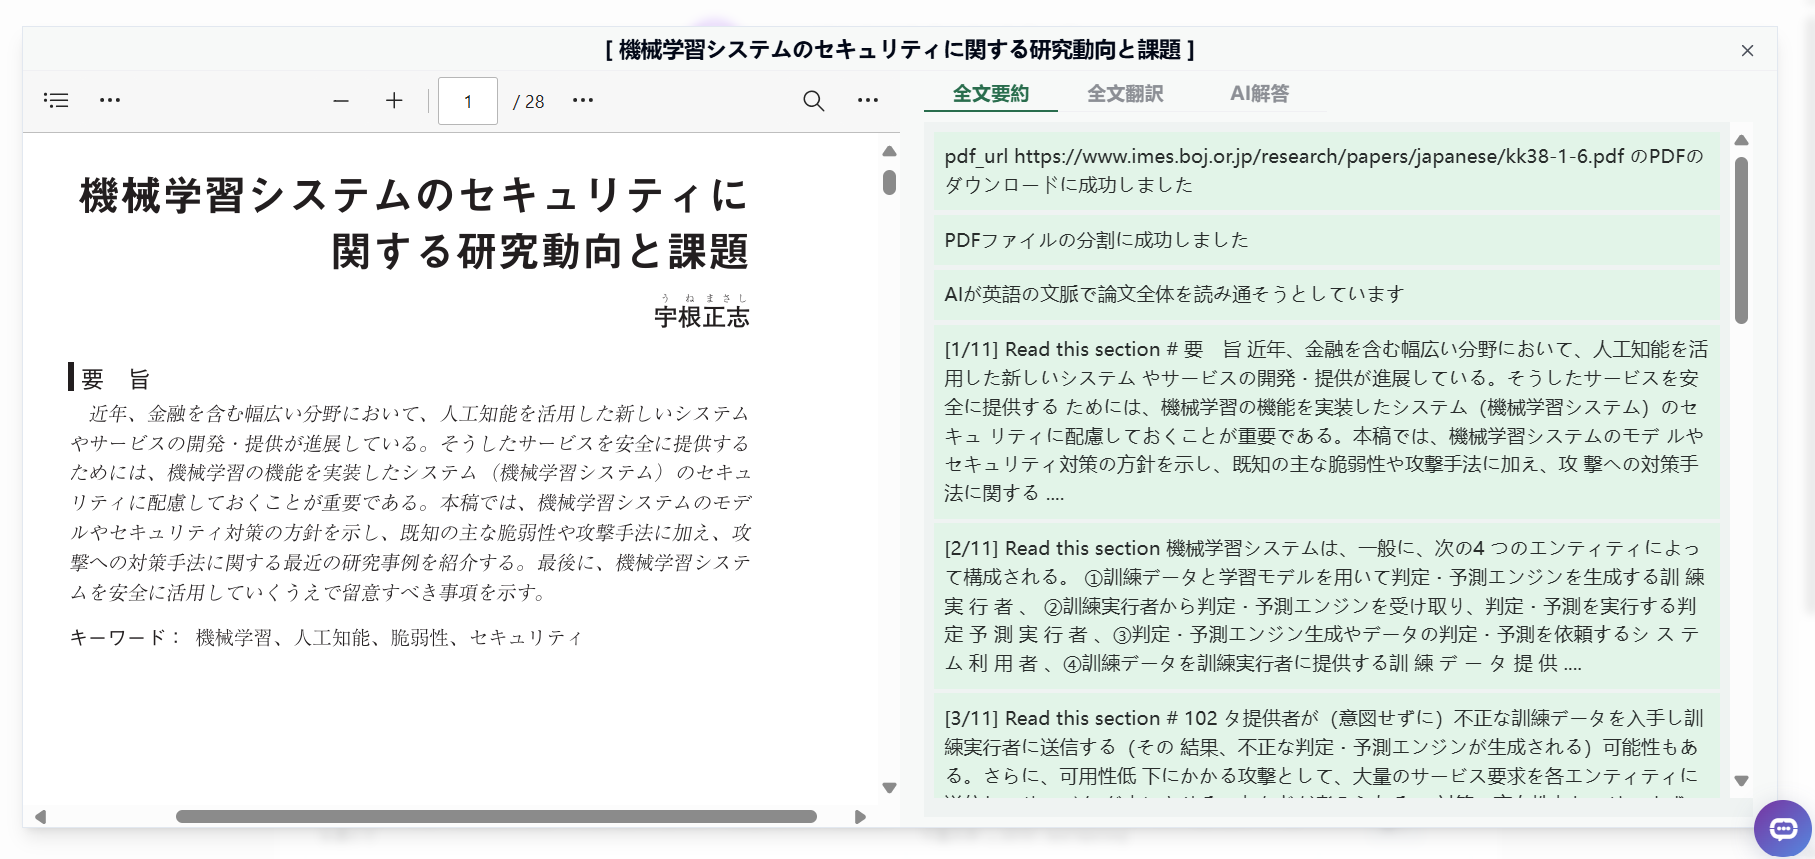 [ 機械学習システムのセキュリティに関する研究動向と課題 ]
1 / 28
機械学習システムのセキュリティに
関する研究動向と課題
うねまさし
宇根正志
要　旨
近年、金融を含む幅広い分野において、人工知能を活用した新しいシステム
やサービスの開発・提供が進展している。そうしたサービスを安全に提供する
ためには、機械学習の機能を実装したシステム（機械学習システム）のセキュ
リティに配慮しておくことが重要である。本稿では、機械学習システムのモデ
ルやセキュリティ対策の方針を示し、既知の主な脆弱性や攻撃手法に加え、攻
撃への対策手法に関する最近の研究事例を紹介する。最後に、機械学習システ
ムを安全に活用していくうえで留意すべき事項を示す。
キーワード： 機械学習、人工知能、脆弱性、セキュリティ
全文要約 全文翻訳 AI解答
pdf_url https://www.imes.boj.or.jp/research/papers/japanese/kk38-1-6.pdf のPDFの
ダウンロードに成功しました
PDFファイルの分割に成功しました
AIが英語の文脈で論文全体を読み通そうとしています
[1/11] Read this section # 要　旨 近年、金融を含む幅広い分野において、人工知能を活
用した新しいシステム やサービスの開発・提供が進展している。そうしたサービスを安
全に提供する ためには、機械学習の機能を実装したシステム（機械学習システム）のセ
キュ リティに配慮しておくことが重要である。本稿では、機械学習システムのモデ ルや
セキュリティ対策の方針を示し、既知の主な脆弱性や攻撃手法に加え、攻 撃への対策手
法に関する ....
[2/11] Read this section 機械学習システムは、一般に、次の4 つのエンティティによっ
て構成される。 ①訓練データと学習モデルを用いて判定・予測エンジンを生成する訓 練
実 行 者 、 ②訓練実行者から判定・予測エンジンを受け取り、判定・予測を実行する判
定 予 測 実 行 者 、③判定・予測エンジン生成やデータの判定・予測を依頼するシ ス テ
ム 利 用 者 、④訓練データを訓練実行者に提供する訓 練 デ ー タ 提 供 ....
[3/11] Read this section # 102 タ提供者が（意図せずに）不正な訓練データを入手し訓
練実行者に送信する（その 結果、不正な判定・予測エンジンが生成される）可能性もあ
る。さらに、可用性低 下にかかる攻撃として、大量のサービス要求を各エンティティに